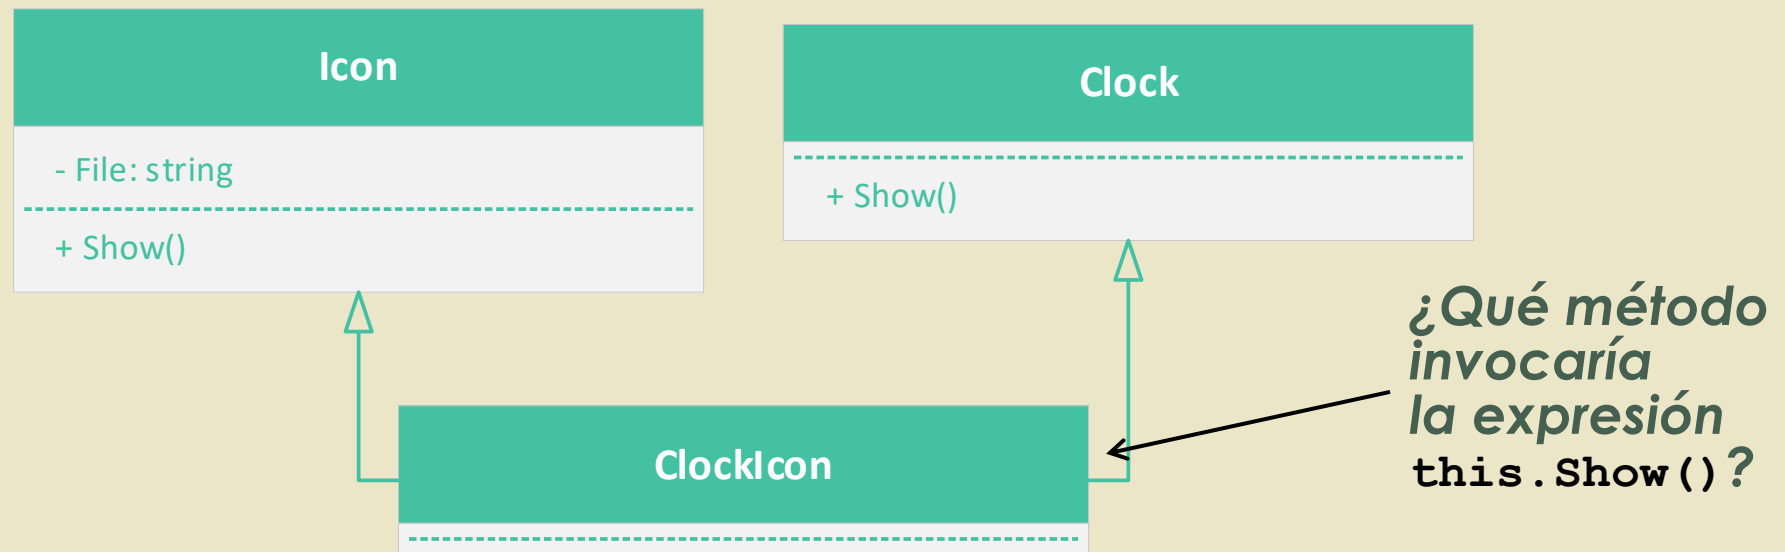 Icon
- File: string
+ Show()
Clock
+ Show()
ClockIcon
¿Qué método
invocaría
la expresión
this.Show()?